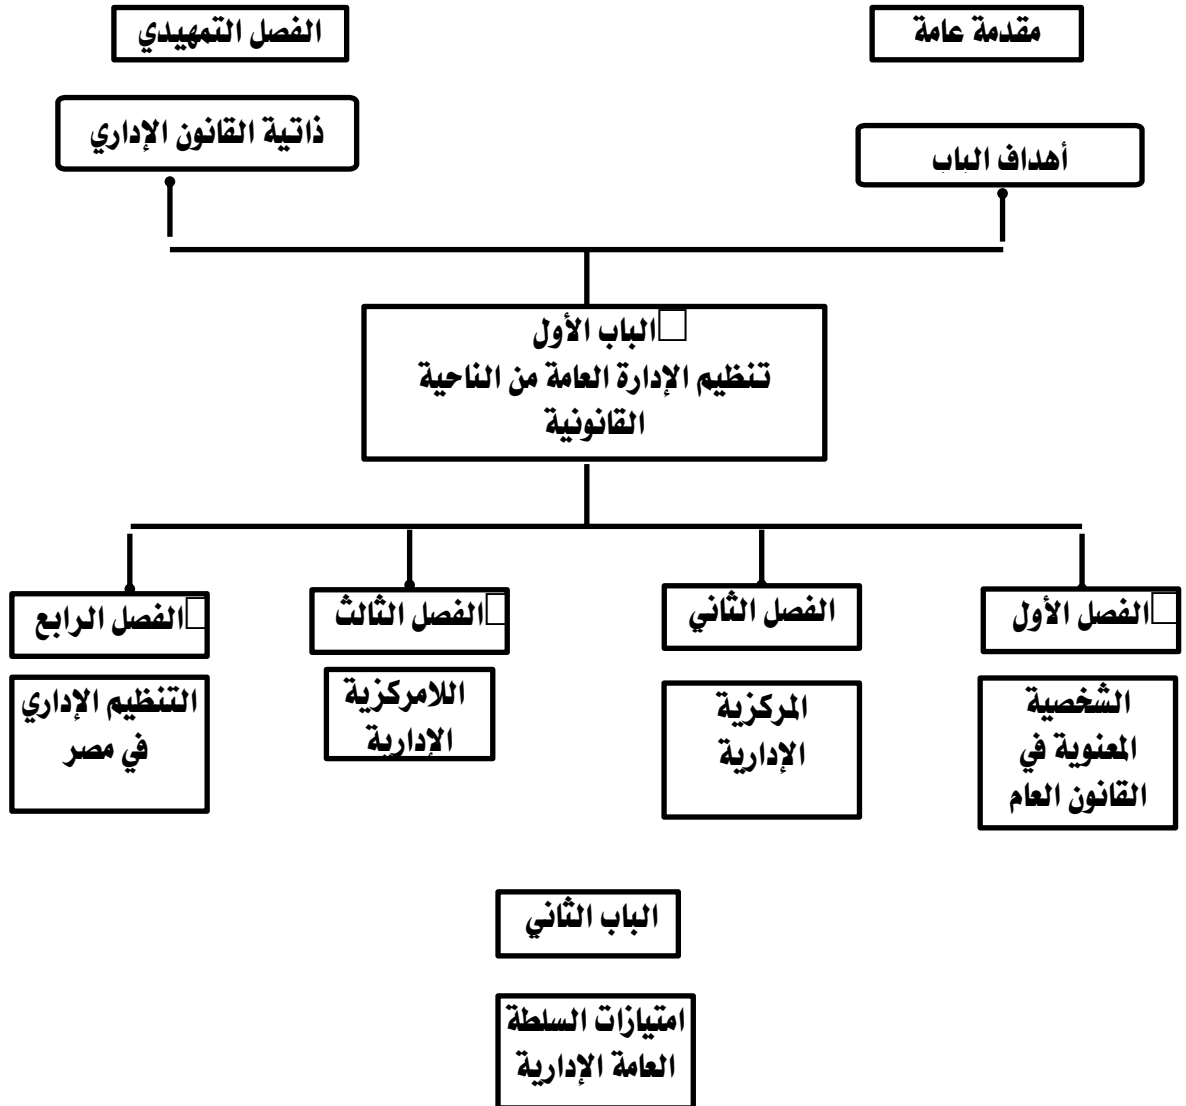 مقدمة عامة
الفصل التمهيدي
أهداف الباب
ذاتية القانون الإداري
الباب الأول
تنظيم الإدارة العامة من الناحية
القانونية
الفصل الأول
الشخصية
المعنوية في
القانون العام
الفصل الثاني
المركزية
الإدارية
الفصل الثالث
اللامركزية
الإدارية
الفصل الرابع
التنظيم الإداري
في مصر
الباب الثاني
امتيازات السلطة
العامة الإدارية